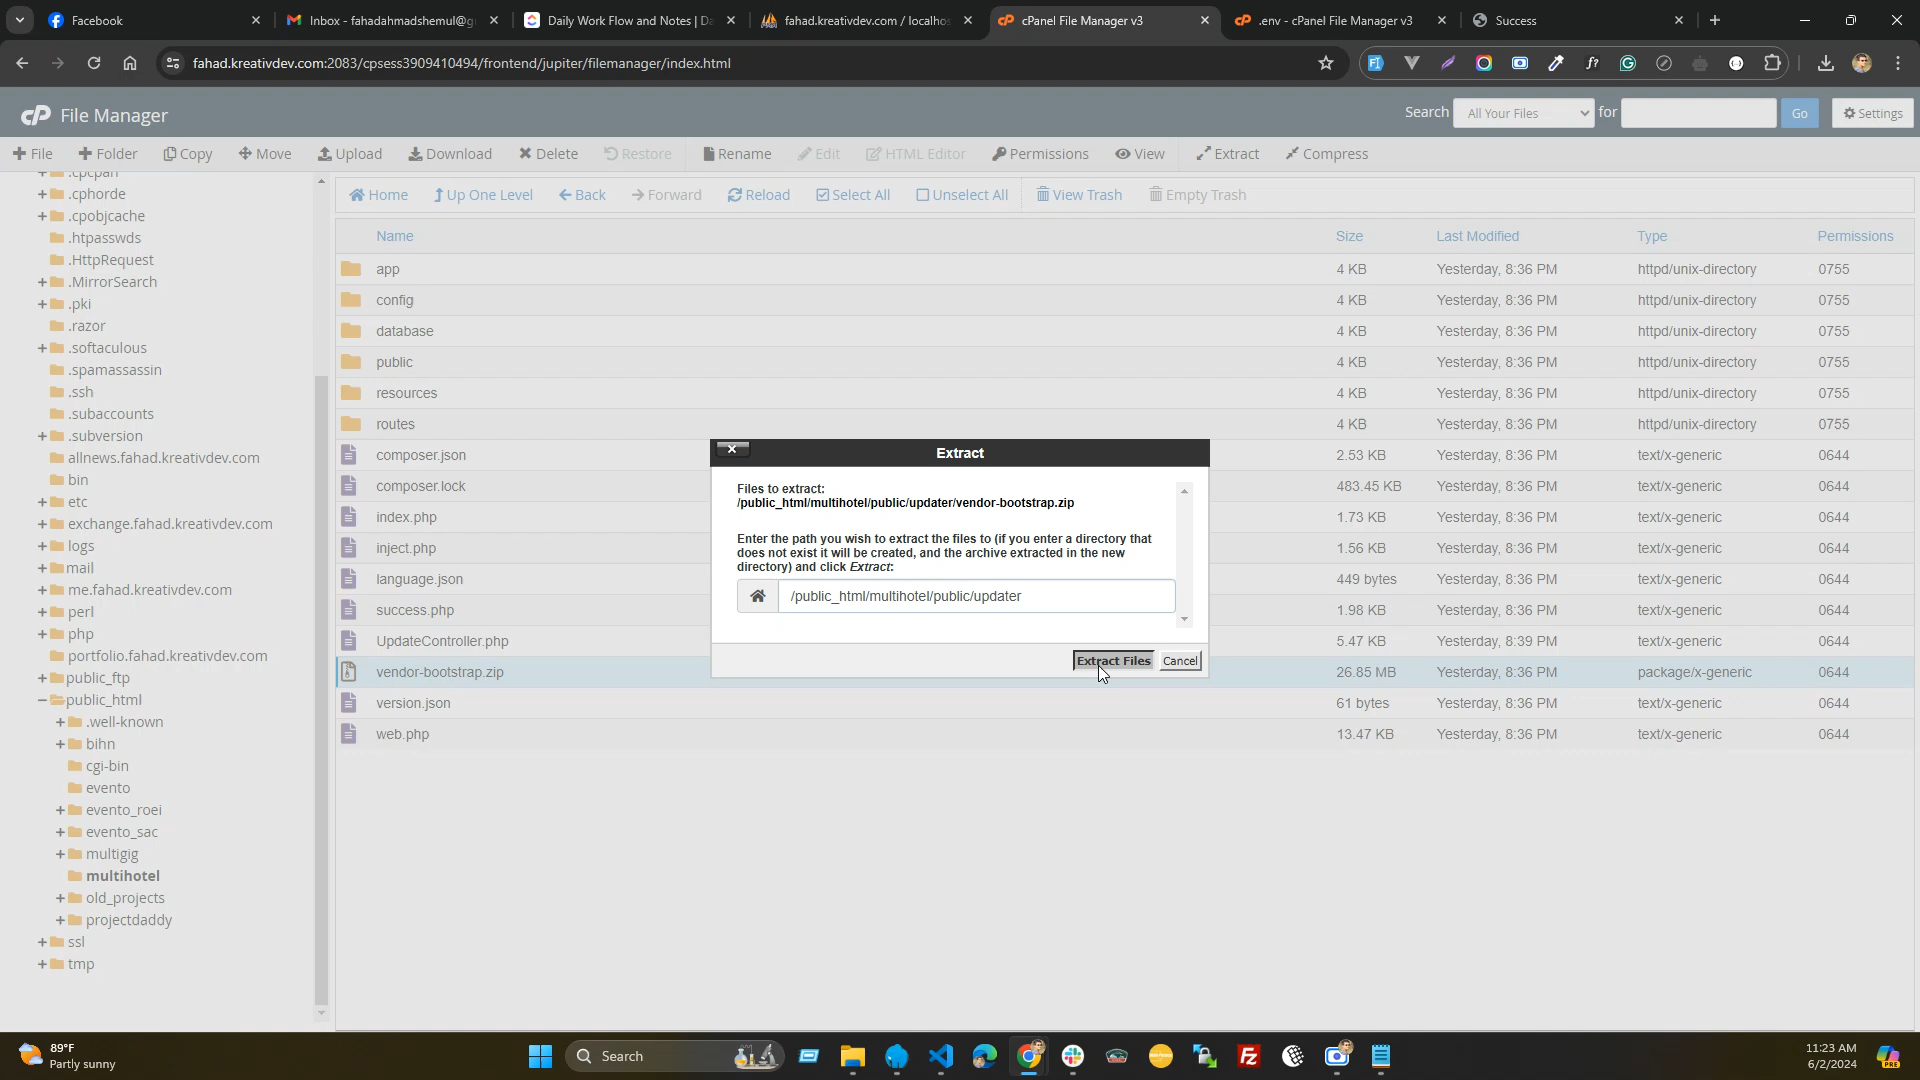 Facebook
Inbox - fahadahmadshemul@g
Daily Work Flow and Notes | Da
fahad.kreativdev.com / localhos
cPanel File Manager v3
.env - cPanel File Manager v3
Success
fahad.kreativdev.com:2083/cpsess3909410494/frontend/jupiter/filemanager/index.html
cP File Manager
Search All Your Files for Go Settings
File Folder Copy Move Upload Download Delete Restore Rename Edit HTML Editor Permissions View Extract Compress
Home Up One Level Back Forward Reload Select All Unselect All View Trash Empty Trash
.cpcpan
.cphorde
.cpobjcache
.htpasswds
.HttpRequest
.MirrorSearch
.pki
.razor
.softaculous
.spamassassin
.ssh
.subaccounts
.subversion
allnews.fahad.kreativdev.com
bin
etc
exchange.fahad.kreativdev.com
logs
mail
me.fahad.kreativdev.com
perl
php
portfolio.fahad.kreativdev.com
public_ftp
public_html
.well-known
bihn
cgi-bin
evento
evento_roei
evento_sac
multigig
multihotel
old_projects
projectdaddy
ssl
tmp
Name Size Last Modified Type Permissions
app 4 KB Yesterday, 8:36 PM httpd/unix-directory 0755
config 4 KB Yesterday, 8:36 PM httpd/unix-directory 0755
database 4 KB Yesterday, 8:36 PM httpd/unix-directory 0755
public 4 KB Yesterday, 8:36 PM httpd/unix-directory 0755
resources 4 KB Yesterday, 8:36 PM httpd/unix-directory 0755
routes 4 KB Yesterday, 8:36 PM httpd/unix-directory 0755
composer.json 2.53 KB Yesterday, 8:36 PM text/x-generic 0644
composer.lock 483.45 KB Yesterday, 8:36 PM text/x-generic 0644
index.php 1.73 KB Yesterday, 8:36 PM text/x-generic 0644
inject.php 1.56 KB Yesterday, 8:36 PM text/x-generic 0644
language.json 449 bytes Yesterday, 8:36 PM text/x-generic 0644
success.php 1.98 KB Yesterday, 8:36 PM text/x-generic 0644
UpdateController.php 5.47 KB Yesterday, 8:39 PM text/x-generic 0644
vendor-bootstrap.zip 26.85 MB Yesterday, 8:36 PM package/x-generic 0644
version.json 61 bytes Yesterday, 8:36 PM text/x-generic 0644
web.php 13.47 KB Yesterday, 8:36 PM text/x-generic 0644
Extract
Files to extract:
/public_html/multihotel/public/updater/vendor-bootstrap.zip
Enter the path you wish to extract the files to (if you enter a directory that
does not exist it will be created, and the archive extracted in the new
directory) and click Extract:
/public_html/multihotel/public/updater
Extract Files Cancel
89°F
Partly sunny
Search
11:23 AM
6/2/2024